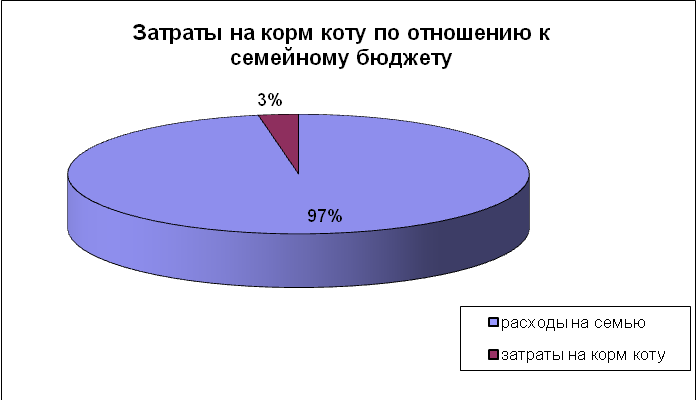 Затраты на корм коту по отношению к
семейному бюджету
3%
97%
расходы на семью
затраты на корм коту